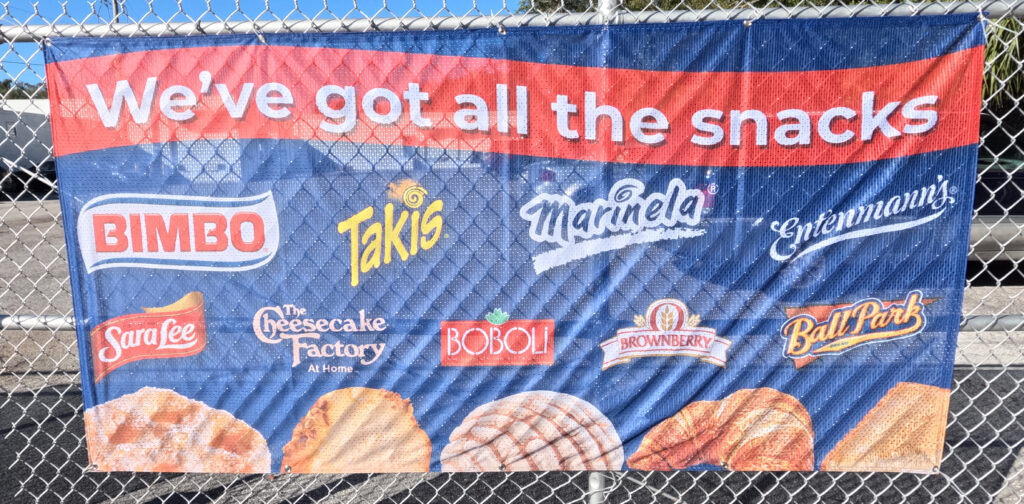 We've got all the snacks
BIMBO
Takis
Marinela®
Entenmann's®
Sara Lee
The Cheesecake Factory At Home
BOBOLI
BROWNBERRY
Ball Park